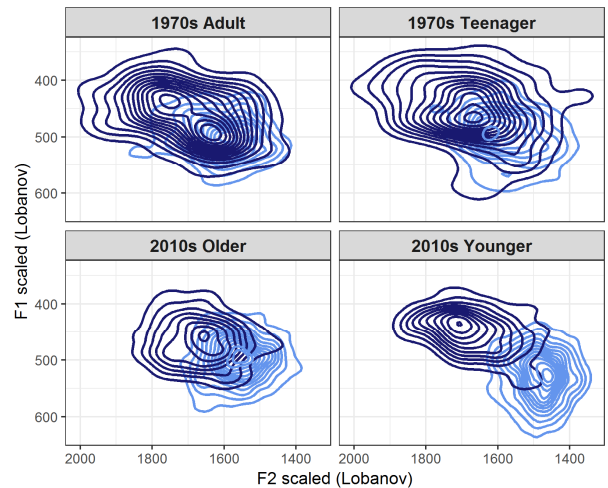 1970s Adult
1970s Teenager
400
500
600
2010s Older
2010s Younger
400
500
600
2000 1800 1600 1400
2000 1800 1600 1400
F2 scaled (Lobanov)
F1 scaled (Lobanov)